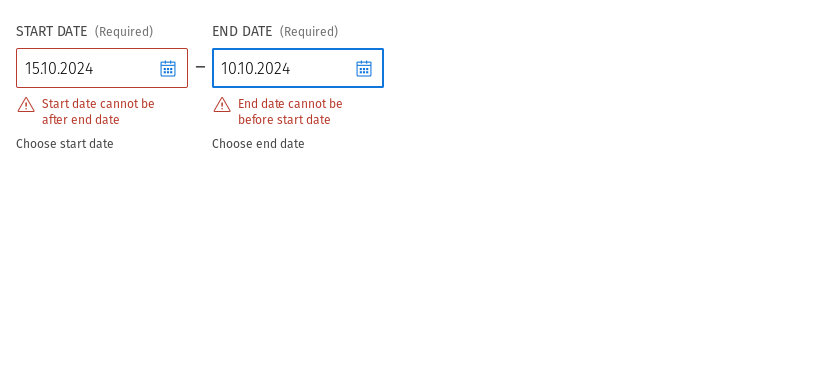 START DATE (Required)
15.10.2024
Start date cannot be
after end date
Choose start date
–
END DATE (Required)
10.10.2024
End date cannot be
before start date
Choose end date